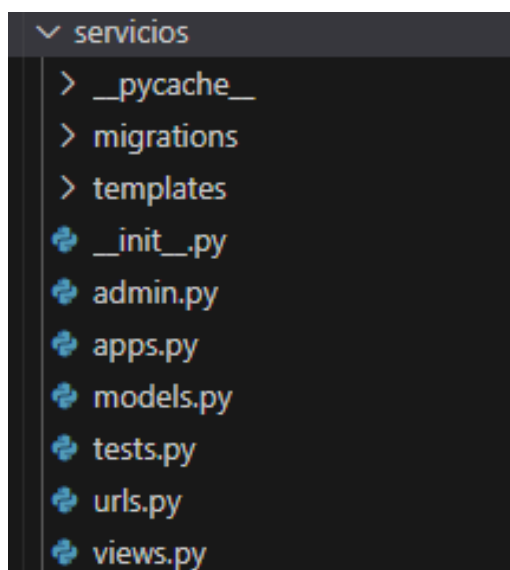 servicios
__pycache__
migrations
templates
__init__.py
admin.py
apps.py
models.py
tests.py
urls.py
views.py